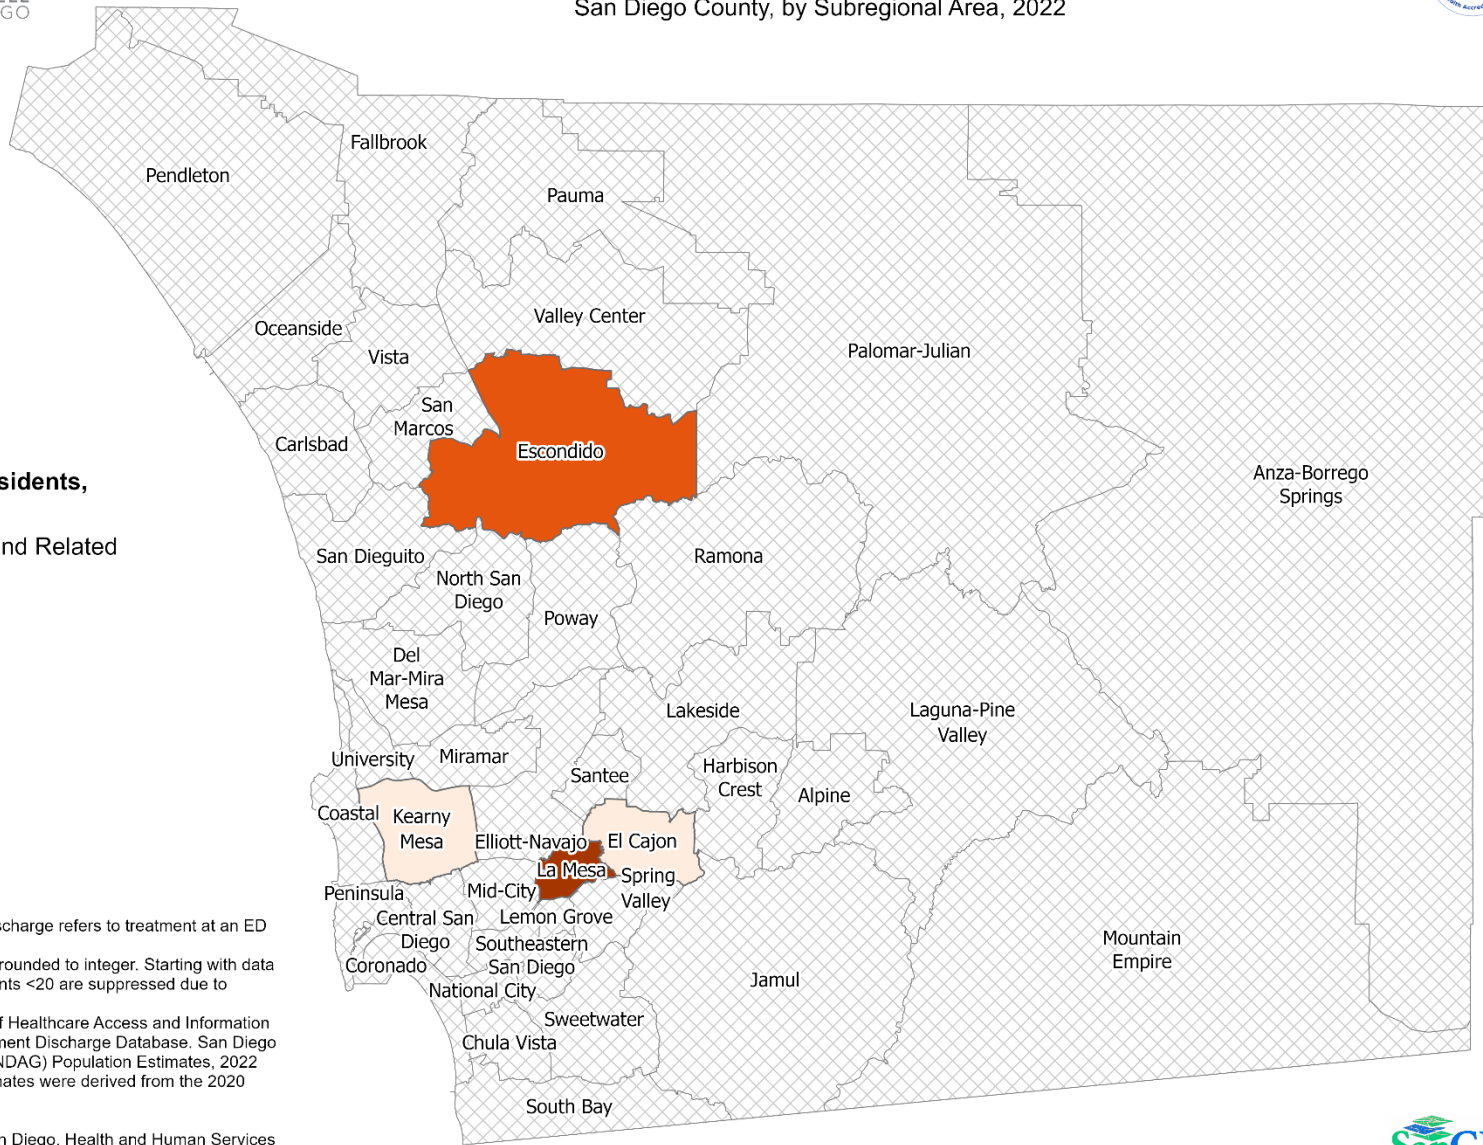 GO
San Diego County, by Subregional Area, 2022
Fallbrook
Pendleton
Pauma
Valley Center
Oceanside
Vista
Palomar-Julian
San
Marcos
Carlsbad
Escondido
Anza-Borrego
Springs
sidents,
nd Related
San Dieguito
North San
Diego
Ramona
Poway
Del
Mar-Mira
Mesa
Lakeside
Laguna-Pine
Valley
University
Miramar
Santee
Harbison
Crest
Alpine
Coastal
Kearny
Mesa
Elliott-Navajo
El Cajon
La Mesa
Spring
Valley
Peninsula
Mid-City
Central San
Diego
Lemon Grove
Southeastern
San Diego
Coronado
National City
Jamul
Mountain
Empire
Sweetwater
Chula Vista
South Bay
scharge refers to treatment at an ED
rounded to integer. Starting with data
nts <20 are suppressed due to
f Healthcare Access and Information
ment Discharge Database. San Diego
NDAG) Population Estimates, 2022
mates were derived from the 2020
n Diego, Health and Human Services